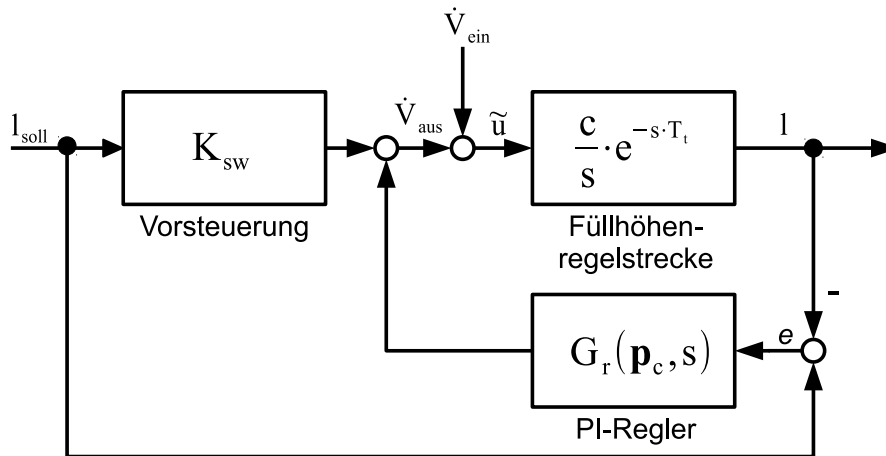 V̇ein
lsoll
Ksw
V̇aus
ũ
c/s·e^−s·Tt
l
Vorsteuerung
Füllhöhen-
regelstrecke
-
e
Gr(pc,s)
PI-Regler